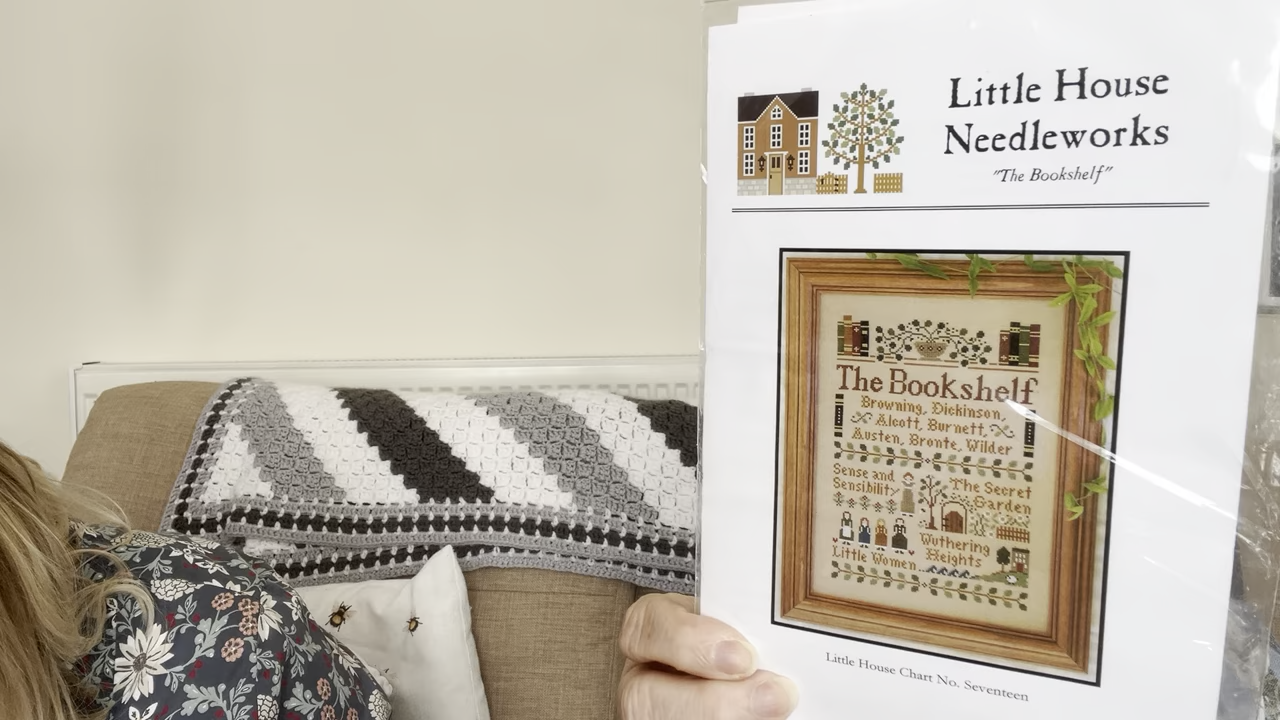 Little House
Needleworks
"The Bookshelf"
The Bookshelf
Browning, Dickinson,
Alcott, Burnett,
Austen, Bronte, Wilder
Sense and
Sensibility
The Secret
Garden
Wuthering
Heights
Little Women
Little House Chart No. Seventeen